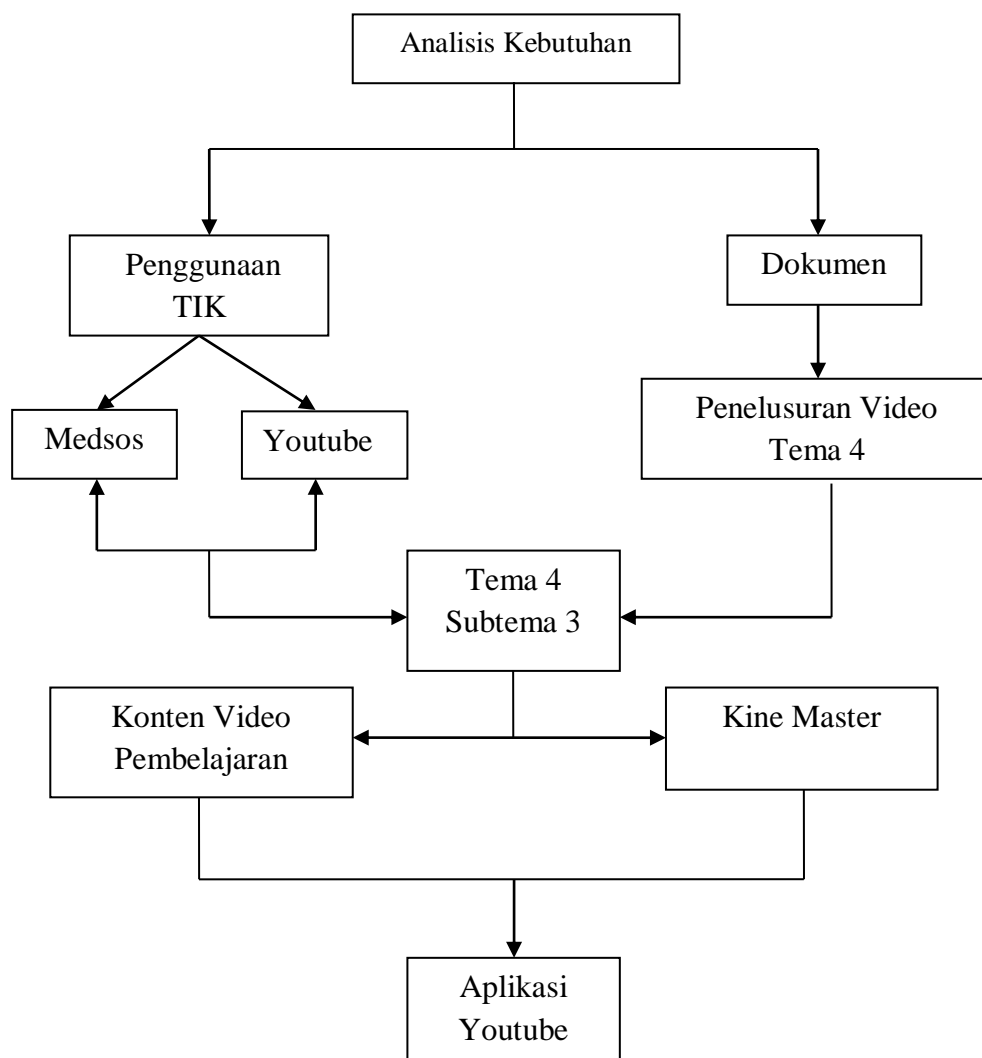 Analisis Kebutuhan
Penggunaan
TIK
Dokumen
Medsos
Youtube
Penelusuran Video
Tema 4
Tema 4
Subtema 3
Konten Video
Pembelajaran
Kine Master
Aplikasi
Youtube